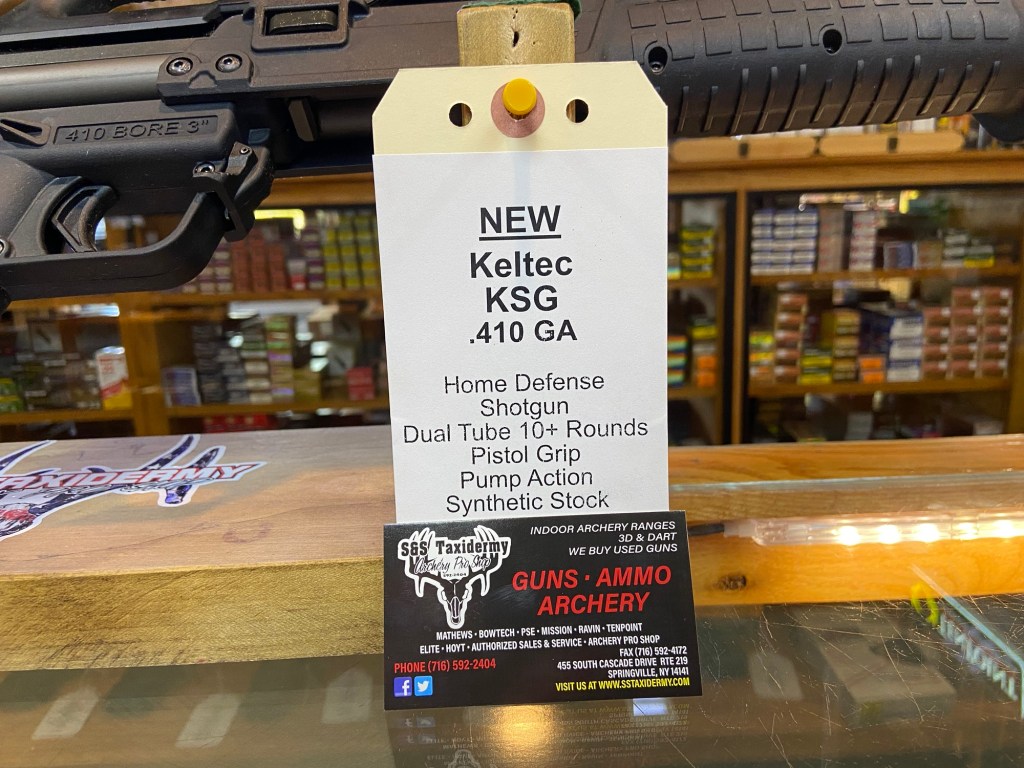 410 BORE 3"
NEW
Keltec
KSG
.410 GA
Home Defense
Shotgun
Dual Tube 10+ Rounds
Pistol Grip
Pump Action
Synthetic Stock
TAXIDERMY
S&S Taxidermy
Archery Pro Shop
INDOOR ARCHERY RANGES
3D & DART
WE BUY USED GUNS
GUNS • AMMO
ARCHERY
MATHEWS • BOWTECH • PSE • MISSION • RAVIN • TENPOINT
ELITE • HOYT • AUTHORIZED SALES & SERVICE • ARCHERY PRO SHOP
PHONE (716) 592-2404
FAX (716) 592-4172
455 SOUTH CASCADE DRIVE RTE 219
SPRINGVILLE, NY 14141
VISIT US AT WWW.SSTAXIDERMY.COM